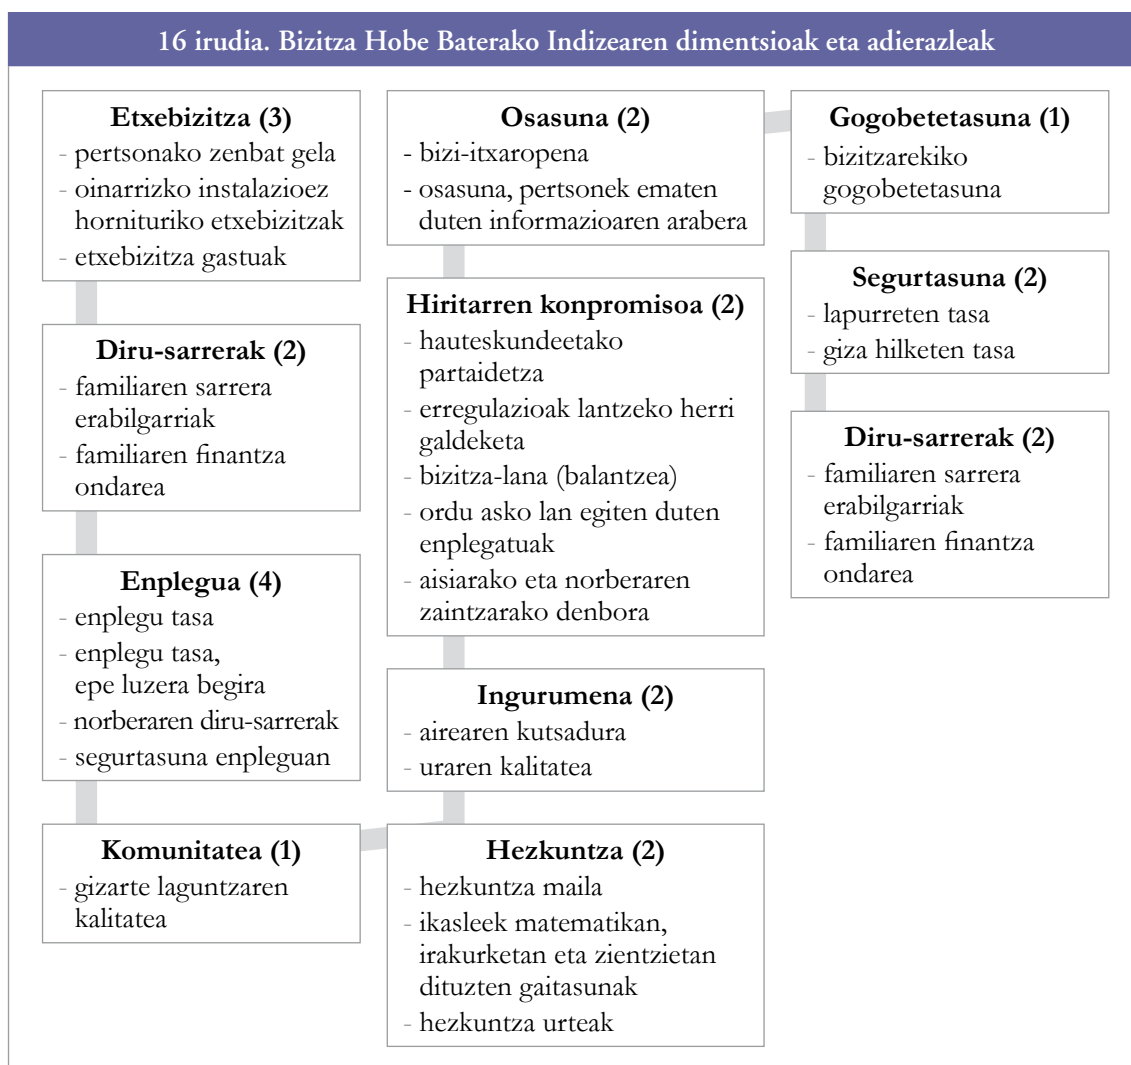 16 irudia. Bizitza Hobe Baterako Indizearen dimentsioak eta adierazleak
Etxebizitza (3)
- pertsonako zenbat gela
- oinarrizko instalazioez
hornituriko etxebizitzak
- etxebizitza gastuak
Diru-sarrerak (2)
- familiaren sarrera
erabilgarriak
- familiaren finantza
ondarea
Enplegua (4)
- enplegu tasa
- enplegu tasa,
epe luzera begira
- norberaren diru-sarrerak
- segurtasuna enpleguan
Komunitatea (1)
- gizarte laguntzaren
kalitatea
Osasuna (2)
- bizi-itxaropena
- osasuna, pertsonek ematen
duten informazioaren arabera
Hiritarren konpromisoa (2)
- hauteskundeetako
partaidetza
- erregulazioak lantzeko herri
galdeketa
- bizitza-lana (balantzea)
- ordu asko lan egiten duten
enplegatuak
- aisiarako eta norberaren
zaintzarako denbora
Ingurumena (2)
- airearen kutsadura
- uraren kalitatea
Hezkuntza (2)
- hezkuntza maila
- ikasleek matematikan,
irakurketan eta zientzietan
dituzten gaitasunak
- hezkuntza urteak
Gogobetetasuna (1)
- bizitzarekiko
gogobetetasuna
Segurtasuna (2)
- lapurreten tasa
- giza hilketen tasa
Diru-sarrerak (2)
- familiaren sarrera
erabilgarriak
- familiaren finantza
ondarea